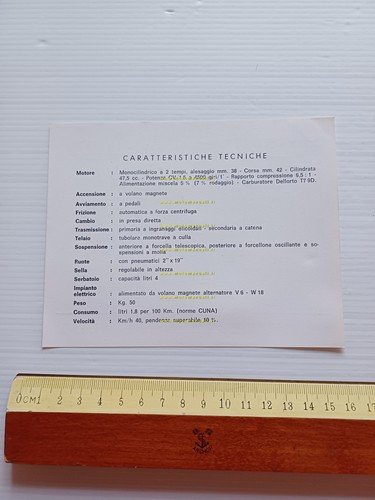 CARATTERISTICHE TECNICHE
Motore : Monocilindrico a 2 tempi, alesaggio mm. 38 - Corsa mm. 42 - Cilindrata
47,5 cc. - Potenza CV 1,5 a 4500 giri/1' - Rapporto compressione 6,5 : 1 -
Alimentazione miscela 5 % (7 % rodaggio) - Carburatore Dellorto T7 9D.
Accensione : a volano magnete
Avviamento : a pedali
Frizione : automatica a forza centrifuga
Cambio : in presa diretta
Trasmissione : primaria a ingranaggi elicoidali - secondaria a catena
Telaio : tubolare monotrave a culla
Sospensione : anteriore a forcella telescopica, posteriore a forcellone oscillante e so-
spensioni a molla
Ruote : con pneumatici 2" x 19"
Sella : regolabile in altezza
Serbatoio : capacità litri 4
Impianto
elettrico : alimentato da volano magnete alternatore V 6 - W 18
Peso : Kg. 50
Consumo : litri 1,8 per 100 Km. (norme CUNA)
Velocità : Km/h 40, pendenza superabile 10 %.
0CM1 2 3 4 5 6 7 8 9 10 11 12 13 14 15 16 17